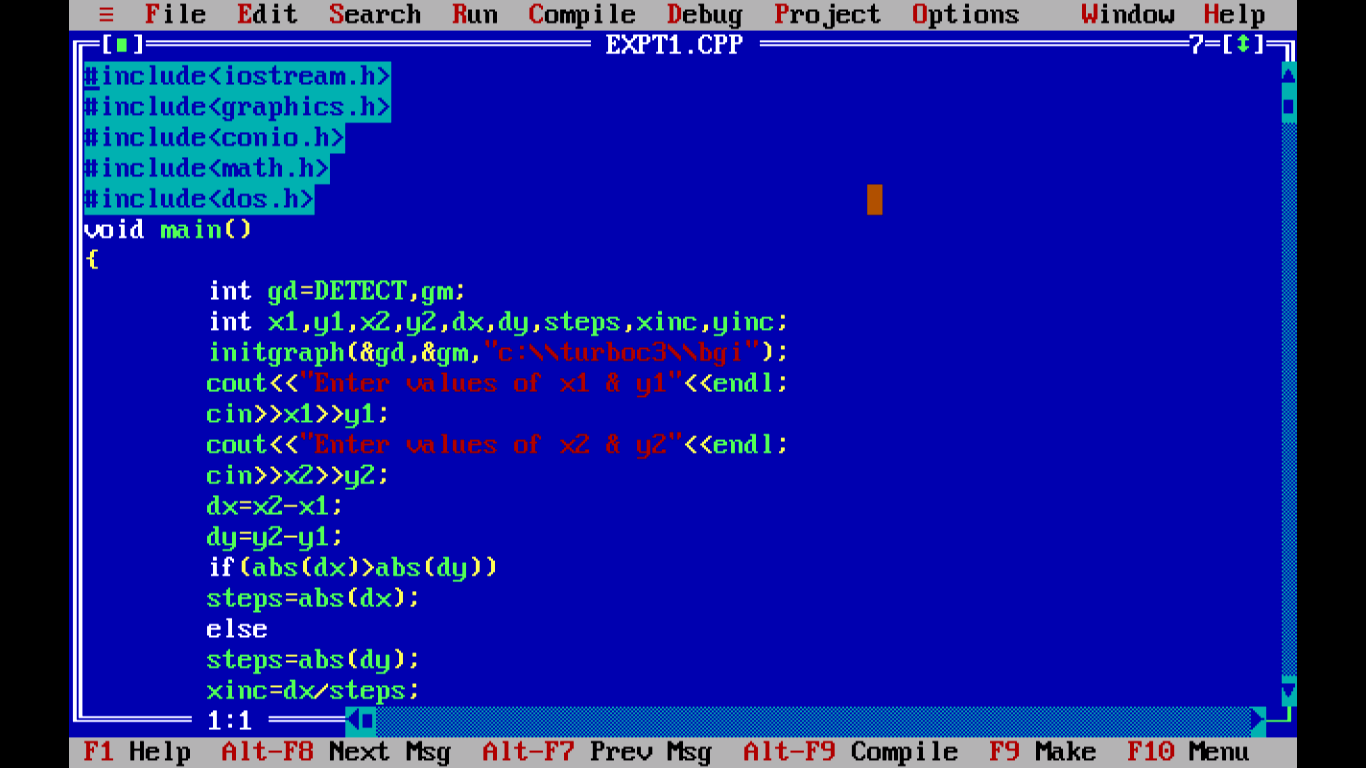 ≡ File Edit Search Run Compile Debug Project Options Window Help
[■] EXPT1.CPP 7=[↕]
#include<iostream.h>
#include<graphics.h>
#include<conio.h>
#include<math.h>
#include<dos.h>
void main()
{
int gd=DETECT,gm;
int x1,y1,x2,y2,dx,dy,steps,xinc,yinc;
initgraph(&gd,&gm,"c:\\turboc3\\bgi");
cout<<"Enter values of x1 & y1"<<endl;
cin>>x1>>y1;
cout<<"Enter values of x2 & y2"<<endl;
cin>>x2>>y2;
dx=x2-x1;
dy=y2-y1;
if(abs(dx)>abs(dy))
steps=abs(dx);
else
steps=abs(dy);
xinc=dx/steps;
1:1
F1 Help Alt-F8 Next Msg Alt-F7 Prev Msg Alt-F9 Compile F9 Make F10 Menu